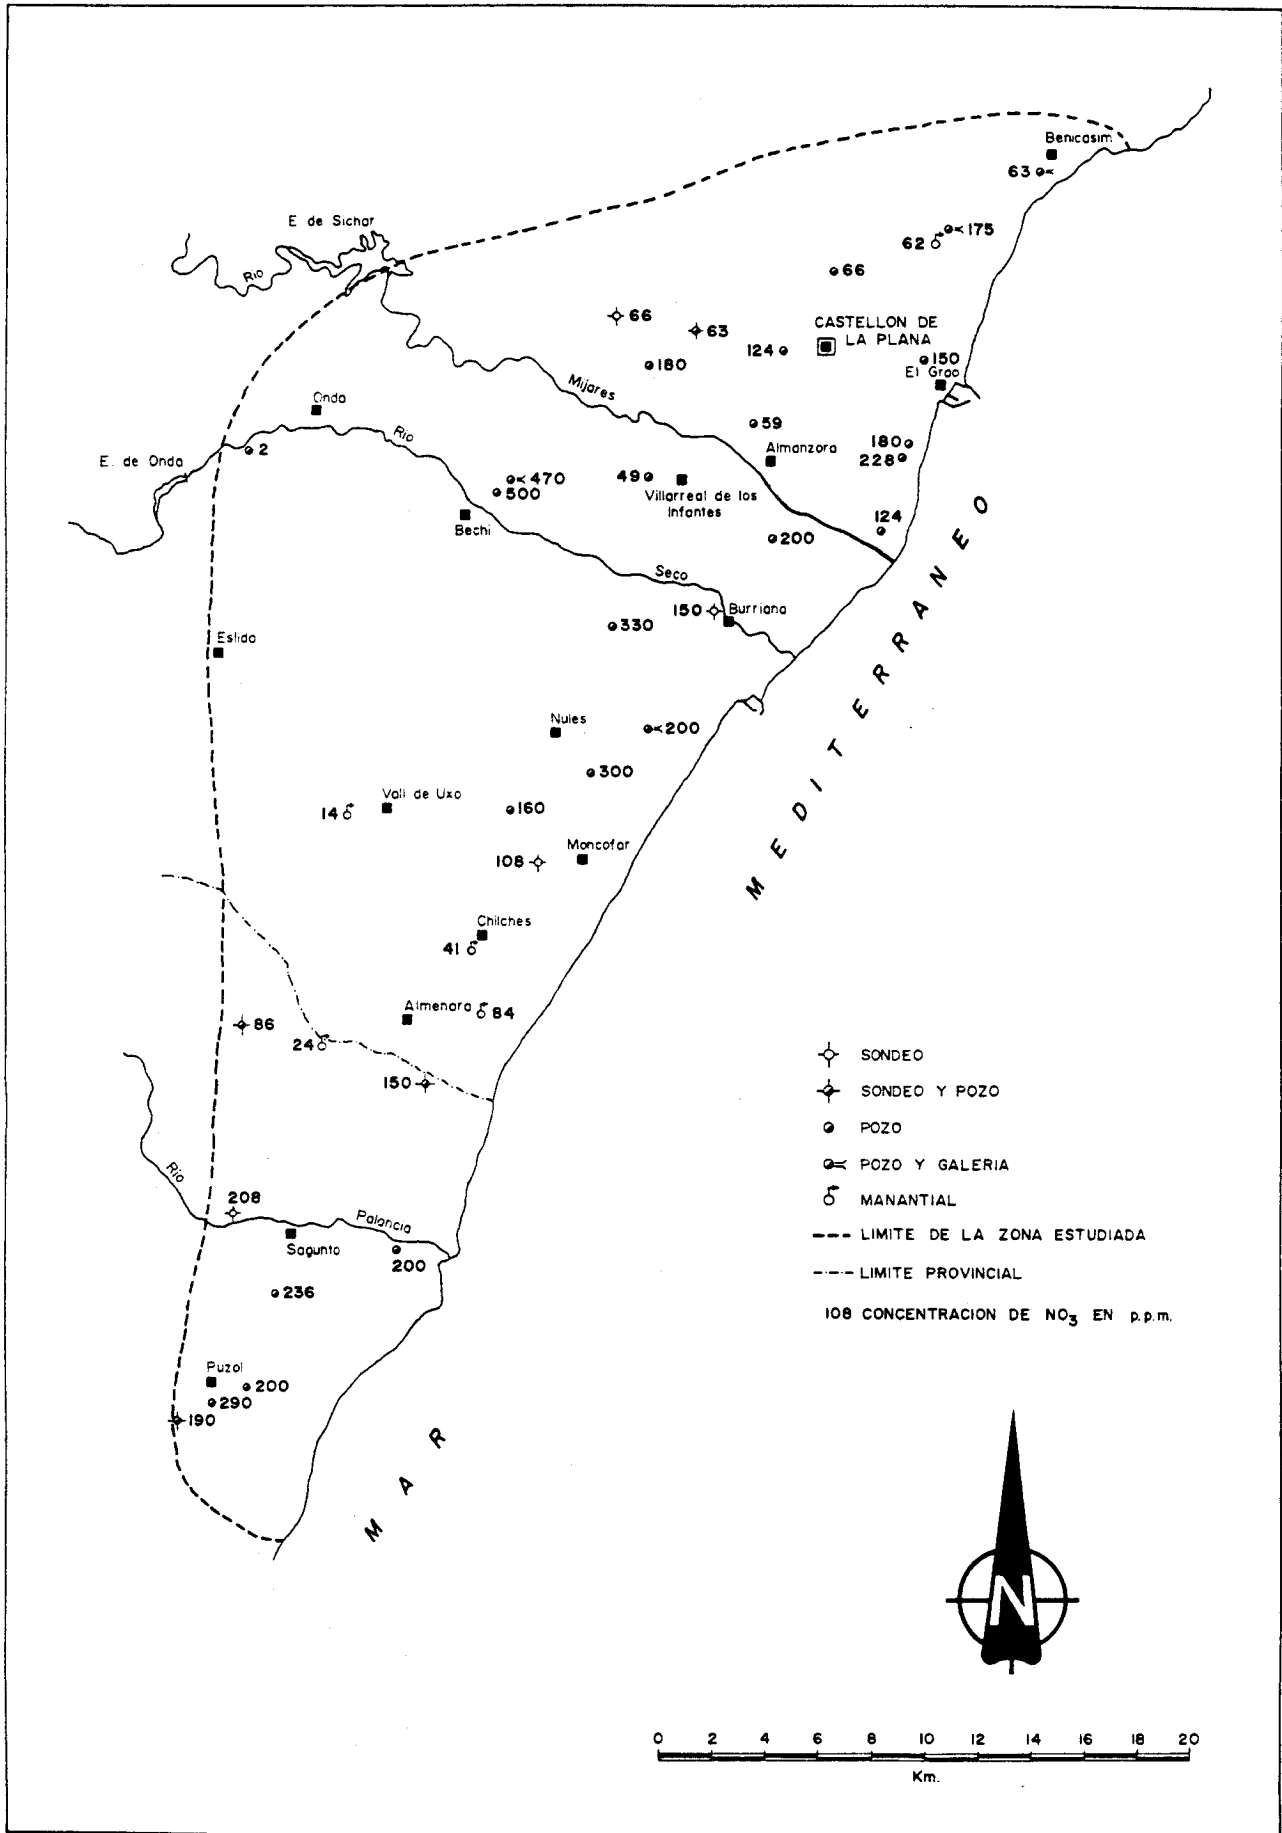 Benicasim
63
E de Sichar
175
62
Rio
66
66
63
CASTELLON DE
LA PLANA
124
150
180
El Grao
Mijares
Onda
59
Rio
180
Almanzora
2
228
E. de Onda
470
49
500
Villarreal de los
Infantes
Bechi
124
200
MEDITERRANEO
Seco
150
Burriana
330
Eslida
Nules
200
300
Vall de Uxo
14
160
108
Moncofar
Chilches
41
Almenara
84
86
24
150
SONDEO
SONDEO Y POZO
POZO
POZO Y GALERIA
MANANTIAL
LIMITE DE LA ZONA ESTUDIADA
LIMITE PROVINCIAL
108 CONCENTRACION DE NO3 EN p.p.m.
Rio
208
Palancia
Sagunto
200
236
Puzol
200
290
190
MAR
N
0 2 4 6 8 10 12 14 16 18 20
Km.